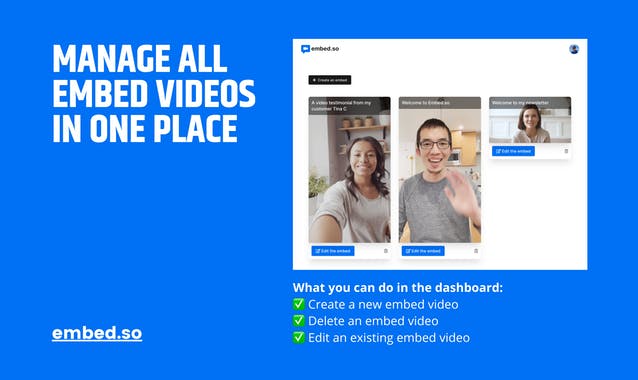 MANAGE ALL
EMBED VIDEOS
IN ONE PLACE
embed.so
Create an embed
A video testimonial from my
customer Tina C
Welcome to Embed.so
Welcome to my newsletter
Edit the embed
Edit the embed
Edit the embed
What you can do in the dashboard:
✅ Create a new embed video
✅ Delete an embed video
✅ Edit an existing embed video
embed.so